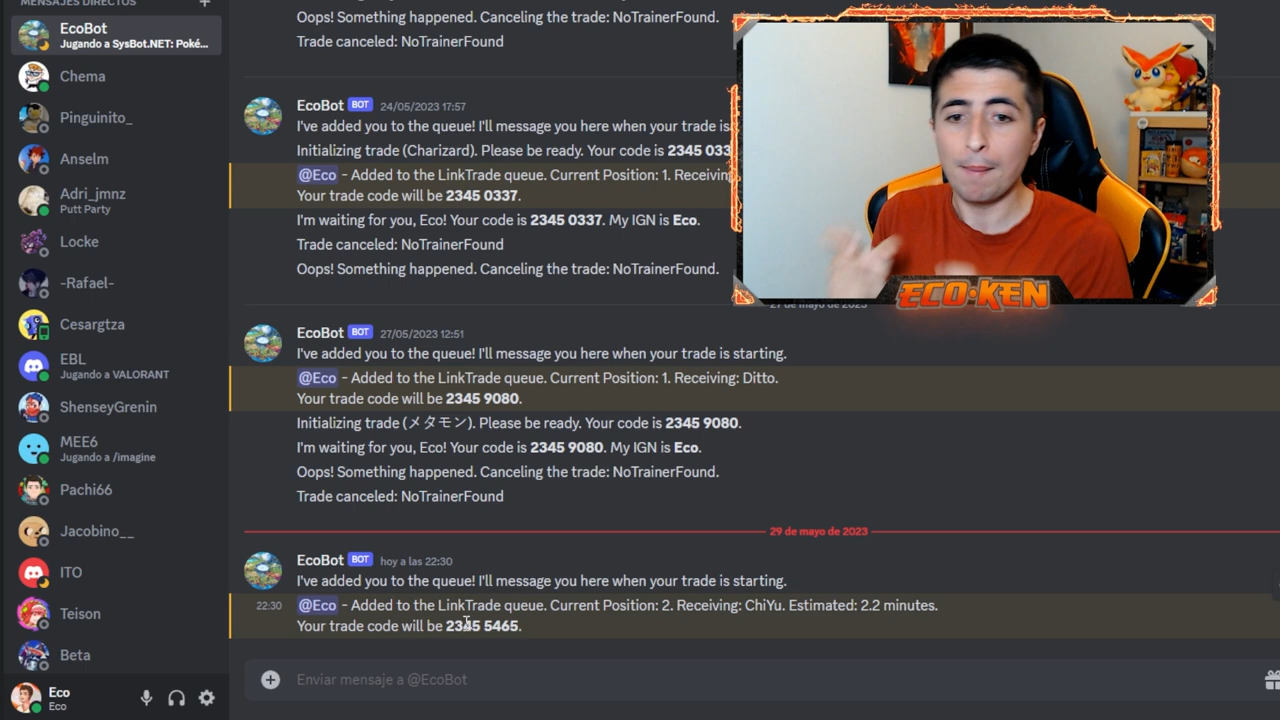 MENSAJES DIRECTOS
EcoBot
Jugando a SysBot.NET: Poké...
Chema
Pinguinito_
Anselm
Adri_jmnz
Putt Party
Locke
-Rafael-
Cesargtza
EBL
Jugando a VALORANT
ShenseyGrenin
MEE6
Jugando a /imagine
Pachi66
Jacobino__
ITO
Teison
Beta
Eco
Eco
Oops! Something happened. Canceling the trade: NoTrainerFound.
Trade canceled: NoTrainerFound
EcoBot BOT 24/05/2023 17:57
I've added you to the queue! I'll message you here when your trade is
Initializing trade (Charizard). Please be ready. Your code is 2345 033
@Eco - Added to the LinkTrade queue. Current Position: 1. Receivin
Your trade code will be 2345 0337.
I'm waiting for you, Eco! Your code is 2345 0337. My IGN is Eco.
Trade canceled: NoTrainerFound
Oops! Something happened. Canceling the trade: NoTrainerFound.
ECO·KEN
27 de mayo de 2023
EcoBot BOT 27/05/2023 12:51
I've added you to the queue! I'll message you here when your trade is starting.
@Eco - Added to the LinkTrade queue. Current Position: 1. Receiving: Ditto.
Your trade code will be 2345 9080.
Initializing trade (メタモン). Please be ready. Your code is 2345 9080.
I'm waiting for you, Eco! Your code is 2345 9080. My IGN is Eco.
Oops! Something happened. Canceling the trade: NoTrainerFound.
Trade canceled: NoTrainerFound
29 de mayo de 2023
EcoBot BOT hoy a las 22:30
I've added you to the queue! I'll message you here when your trade is starting.
22:30 @Eco - Added to the LinkTrade queue. Current Position: 2. Receiving: ChiYu. Estimated: 2.2 minutes.
Your trade code will be 2345 5465.
Enviar mensaje a @EcoBot